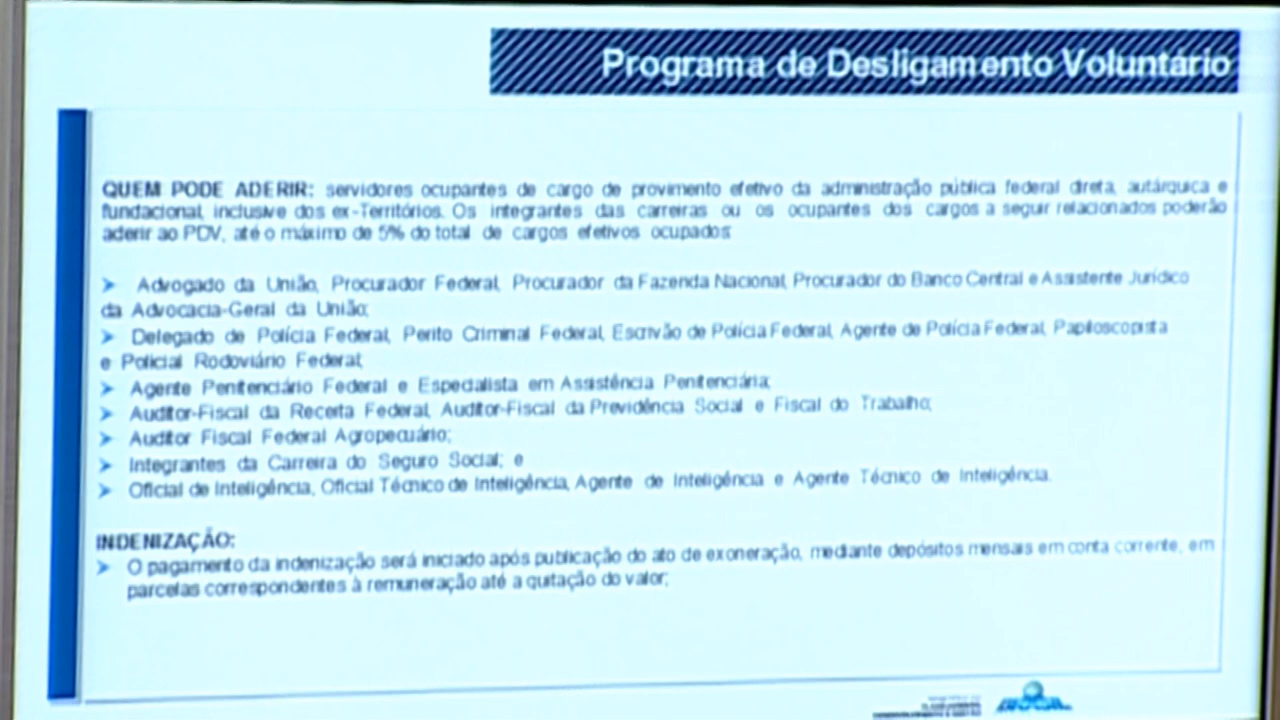 Programa de Desligamento Voluntário
QUEM PODE ADERIR: servidores ocupantes de cargo de provimento efetivo da administração pública federal direta, autárquica e
fundacional, inclusive dos ex-Territórios. Os integrantes das carreiras ou os ocupantes dos cargos a seguir relacionados poderão
aderir ao PDV, até o máximo de 5% do total de cargos efetivos ocupados:
➤ Advogado da União, Procurador Federal, Procurador da Fazenda Nacional, Procurador do Banco Central e Assistente Jurídico
da Advocacia-Geral da União;
➤ Delegado de Polícia Federal, Perito Criminal Federal, Escrivão de Polícia Federal, Agente de Polícia Federal, Papiloscopista
e Policial Rodoviário Federal;
➤ Agente Penitenciário Federal e Especialista em Assistência Penitenciária;
➤ Auditor-Fiscal da Receita Federal, Auditor-Fiscal da Previdência Social e Fiscal do Trabalho;
➤ Auditor Fiscal Federal Agropecuário;
➤ Integrantes da Carreira do Seguro Social; e
➤ Oficial de Inteligência, Oficial Técnico de Inteligência, Agente de Inteligência e Agente Técnico de Inteligência.
INDENIZAÇÃO:
➤ O pagamento da indenização será iniciado após publicação do ato de exoneração, mediante depósitos mensais em conta corrente, em
parcelas correspondentes à remuneração até a quitação do valor;
BRASIL